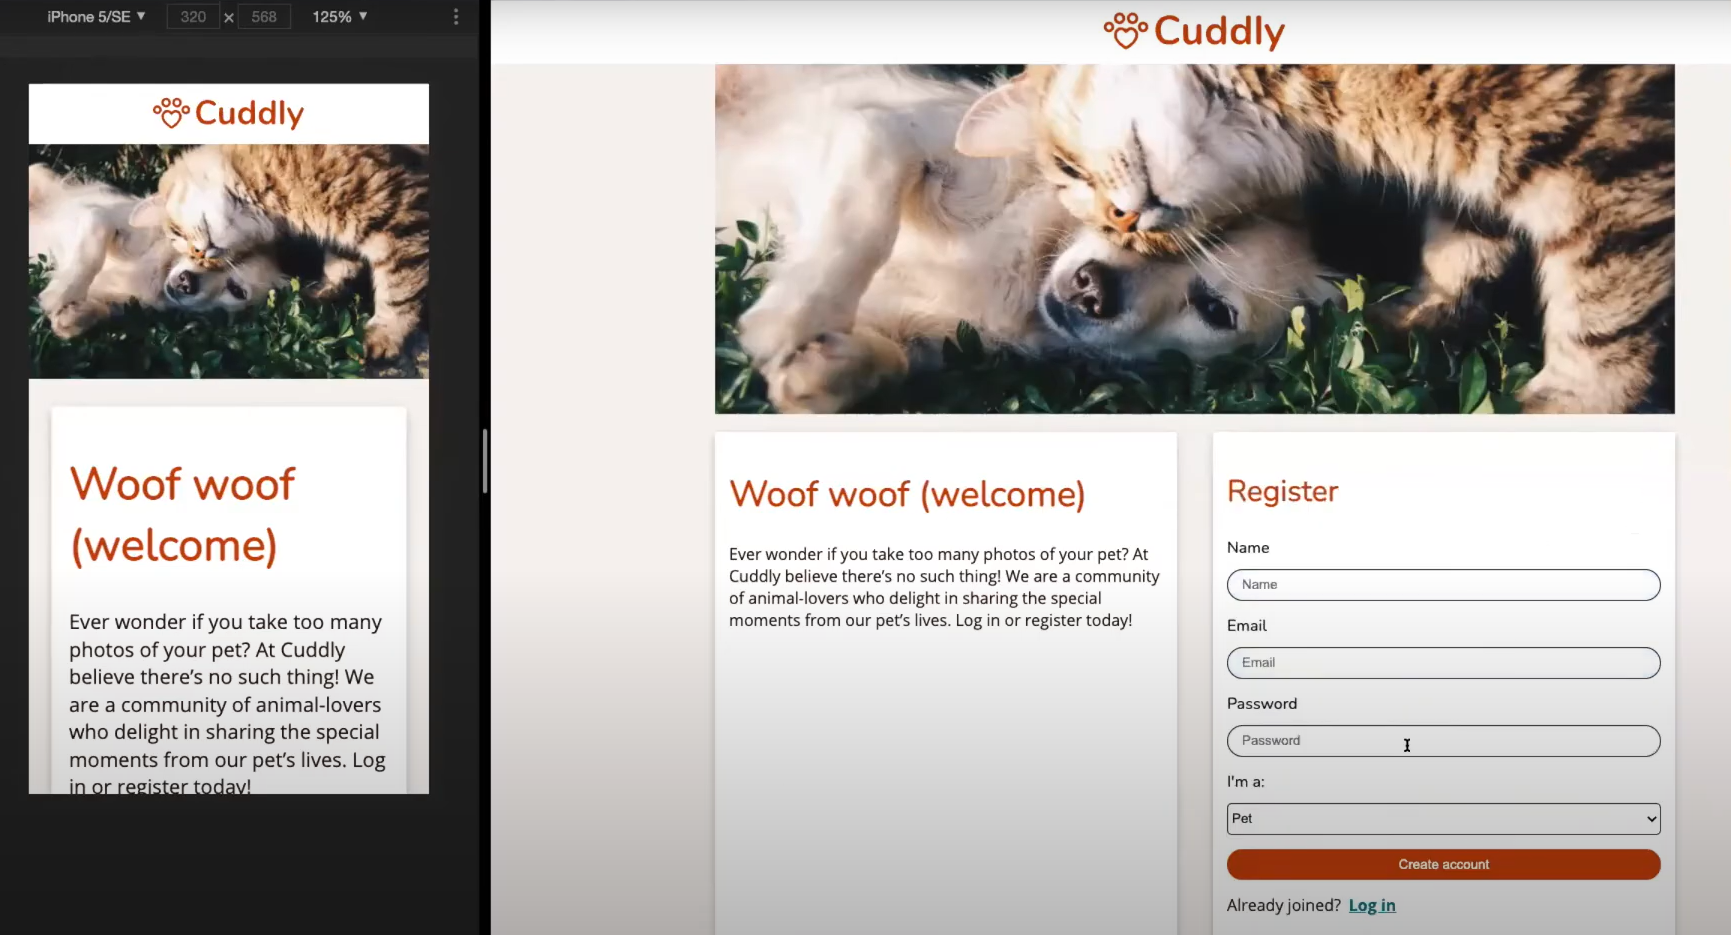 iPhone 5/SE
320 × 568
125%
Cuddly
Woof woof
(welcome)
Ever wonder if you take too many
photos of your pet? At Cuddly
believe there's no such thing! We
are a community of animal-lovers
who delight in sharing the special
moments from our pet's lives. Log
in or register today!
Cuddly
Woof woof (welcome)
Ever wonder if you take too many photos of your pet? At
Cuddly believe there's no such thing! We are a community
of animal-lovers who delight in sharing the special
moments from our pet's lives. Log in or register today!
Register
Name
Name
Email
Email
Password
Password
I'm a:
Pet
Create account
Already joined? Log in